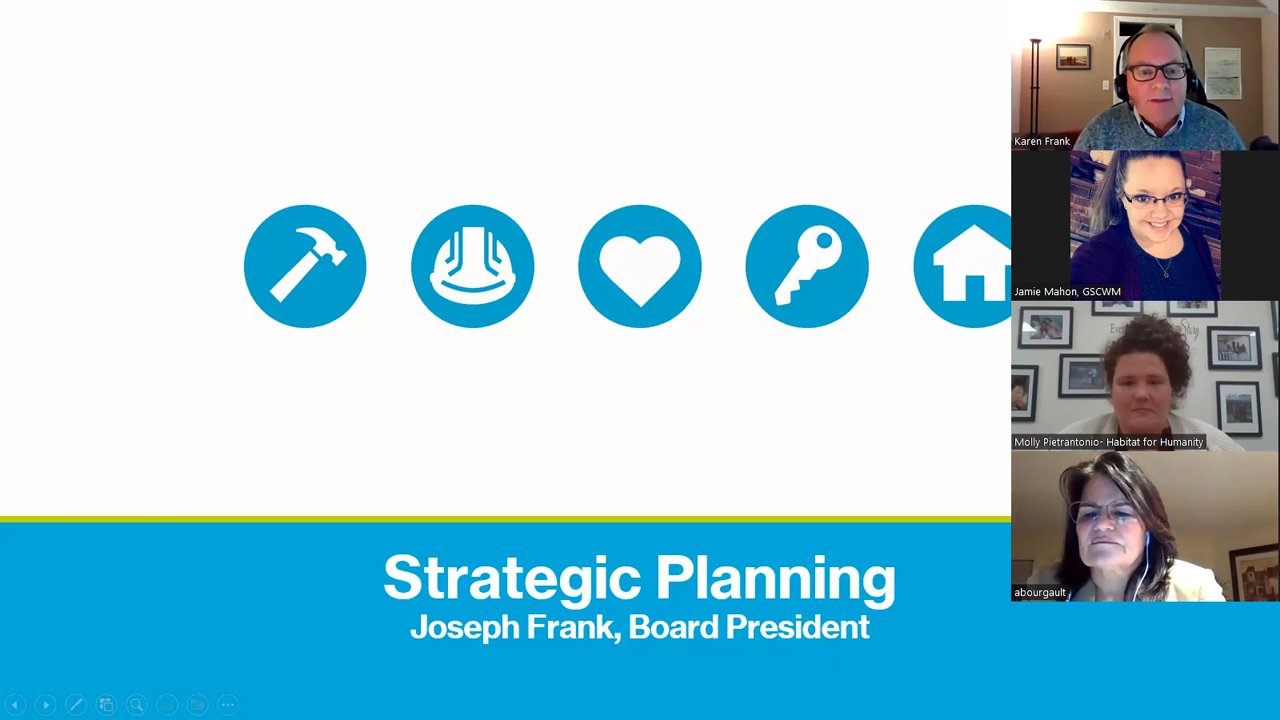 Strategic Planning
Joseph Frank, Board President
Karen Frank
Jamie Mahon, GSCWM
Molly Pietrantonio- Habitat for Humanity
abourgault